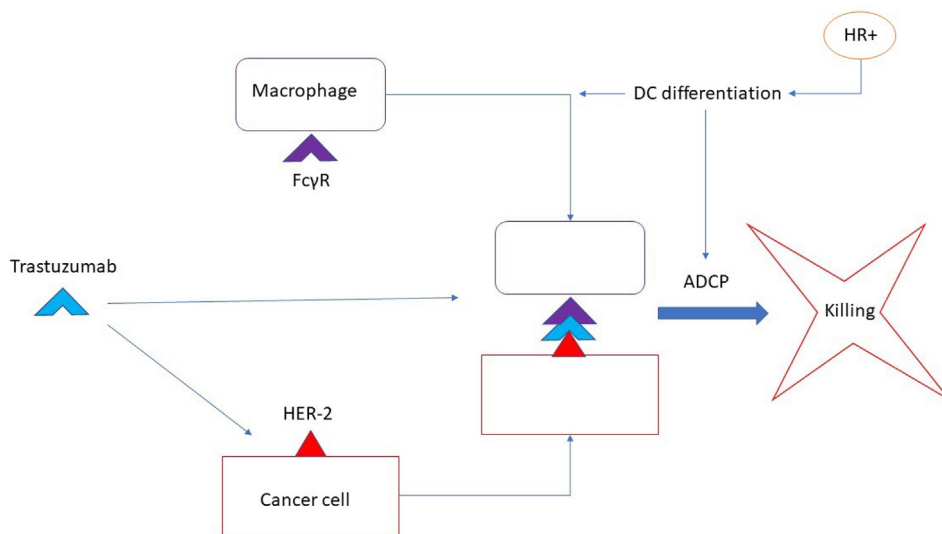 HR+
Macrophage
DC differentiation
FcγR
Trastuzumab
ADCP
Killing
HER-2
Cancer cell